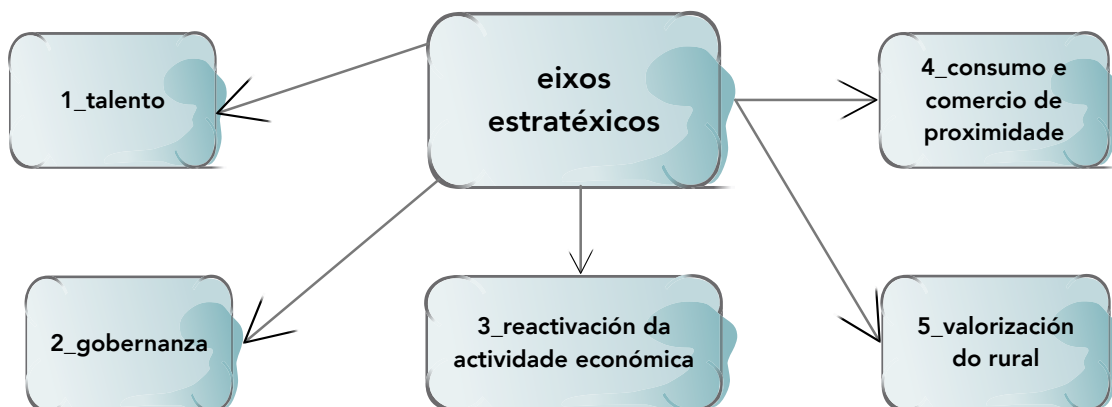 eixos
estratéxicos
1_talento
4_consumo e
comercio de
proximidade
2_gobernanza
3_reactivación da
actividade económica
5_valorización
do rural